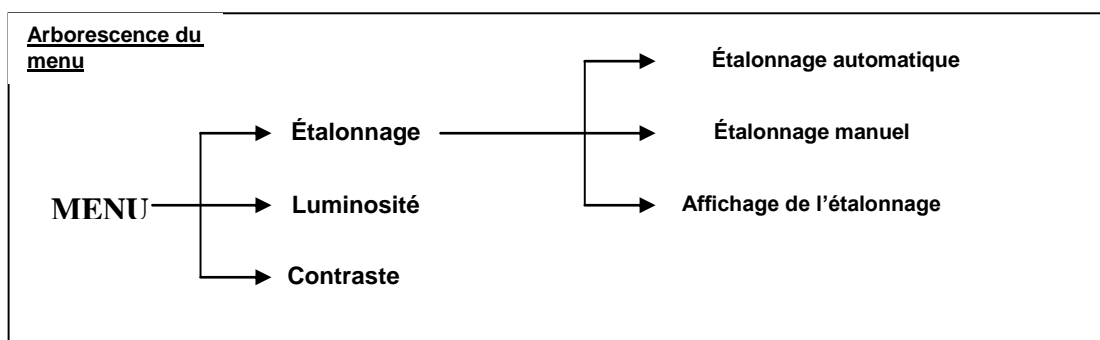 Arborescence du
menu
Étalonnage automatique
Étalonnage
Étalonnage manuel
MENU
Luminosité
Affichage de l’étalonnage
Contraste